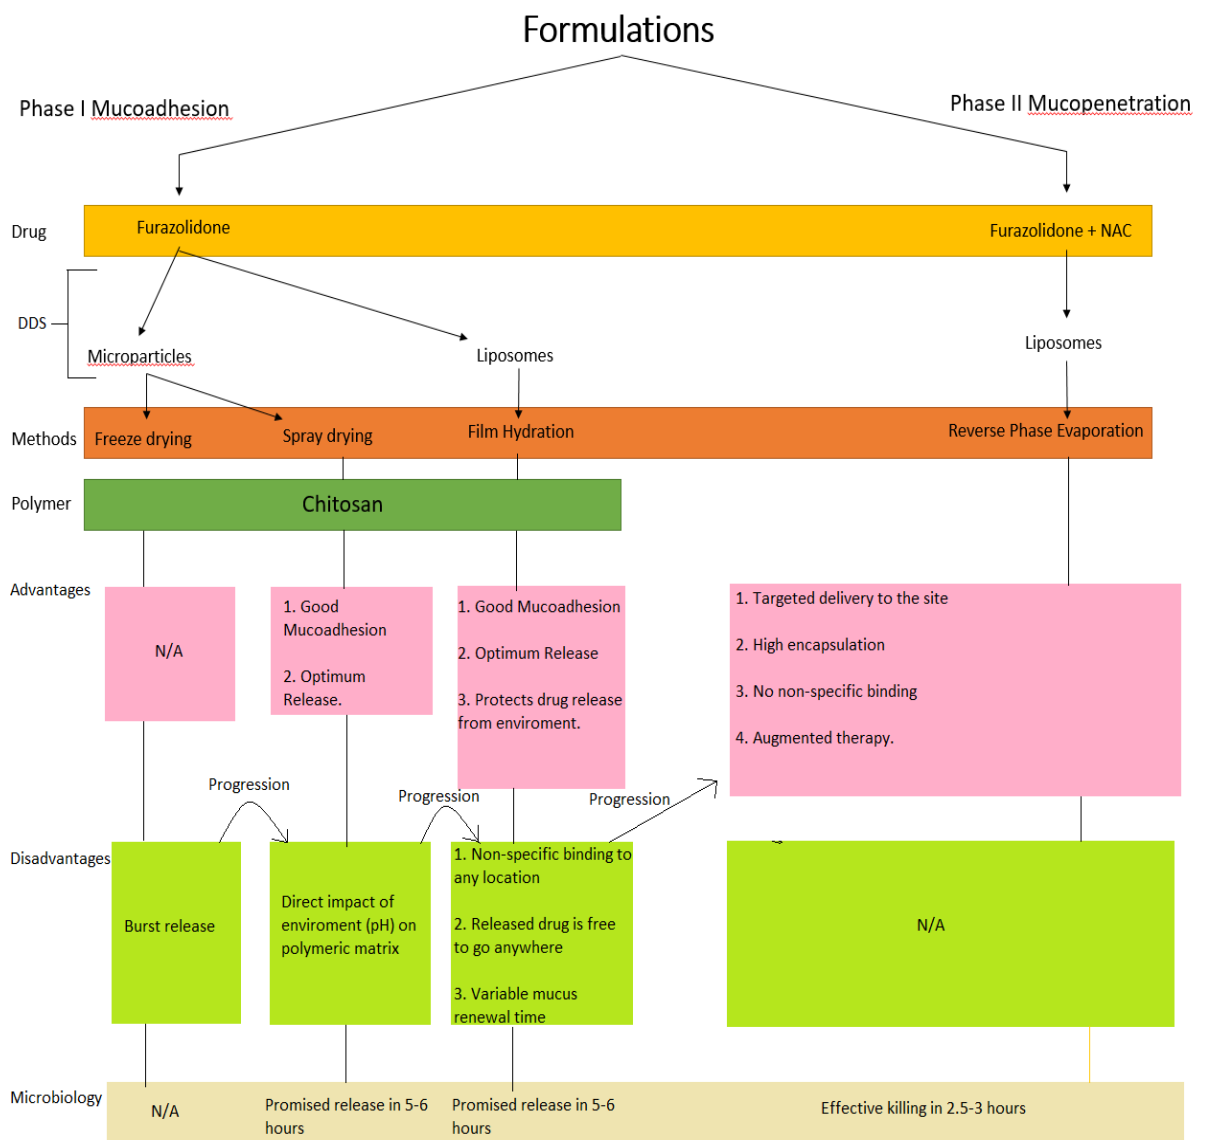 Formulations
Phase I Mucoadhesion
Phase II Mucopenetration
Drug
Furazolidone
Furazolidone + NAC
DDS
Microparticles
Liposomes
Liposomes
Methods
Freeze drying
Spray drying
Film Hydration
Reverse Phase Evaporation
Polymer
Chitosan
Advantages
N/A
1. Good
Mucoadhesion
2. Optimum
Release.
1. Good Mucoadhesion
2. Optimum Release
3. Protects drug release
from enviroment.
1. Targeted delivery to the site
2. High encapsulation
3. No non-specific binding
4. Augmented therapy.
Progression
Progression
Progression
Disadvantages
Burst release
Direct impact of
enviroment (pH) on
polymeric matrix
1. Non-specific binding to
any location
2. Released drug is free
to go anywhere
3. Variable mucus
renewal time
N/A
Microbiology
N/A
Promised release in 5-6
hours
Promised release in 5-6
hours
Effective killing in 2.5-3 hours